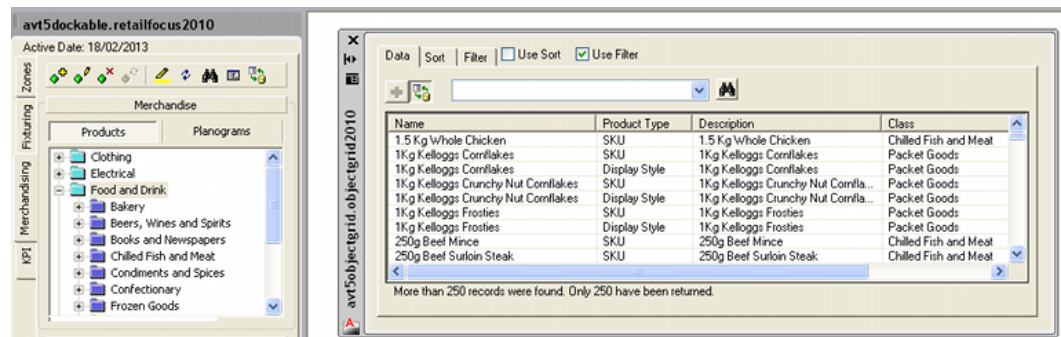 avt5dockable.retailfocus2010
Active Date: 18/02/2013
Zones
Fixturing
Merchandising
KPI
Merchandise
Products Planograms
Clothing
Electrical
Food and Drink
Bakery
Beers, Wines and Spirits
Books and Newspapers
Chilled Fish and Meat
Condiments and Spices
Confectionary
Frozen Goods
avt5objectgrid.objectgrid2010
Data Sort Filter Use Sort Use Filter
Name Product Type Description Class
1.5 Kg Whole Chicken SKU 1.5 Kg Whole Chicken Chilled Fish and Meat
1Kg Kelloggs Cornflakes SKU 1Kg Kelloggs Cornflakes Packet Goods
1Kg Kelloggs Cornflakes Display Style 1Kg Kelloggs Cornflakes Packet Goods
1Kg Kelloggs Crunchy Nut Cornflakes SKU 1Kg Kelloggs Crunchy Nut Cornfla... Packet Goods
1Kg Kelloggs Crunchy Nut Cornflakes Display Style 1Kg Kelloggs Crunchy Nut Cornfla... Packet Goods
1Kg Kelloggs Frosties SKU 1Kg Kelloggs Frosties Packet Goods
1Kg Kelloggs Frosties Display Style 1Kg Kelloggs Frosties Packet Goods
250g Beef Mince SKU 250g Beef Mince Chilled Fish and Meat
250g Beef Surloin Steak SKU 250g Beef Surloin Steak Chilled Fish and Meat
More than 250 records were found. Only 250 have been returned.